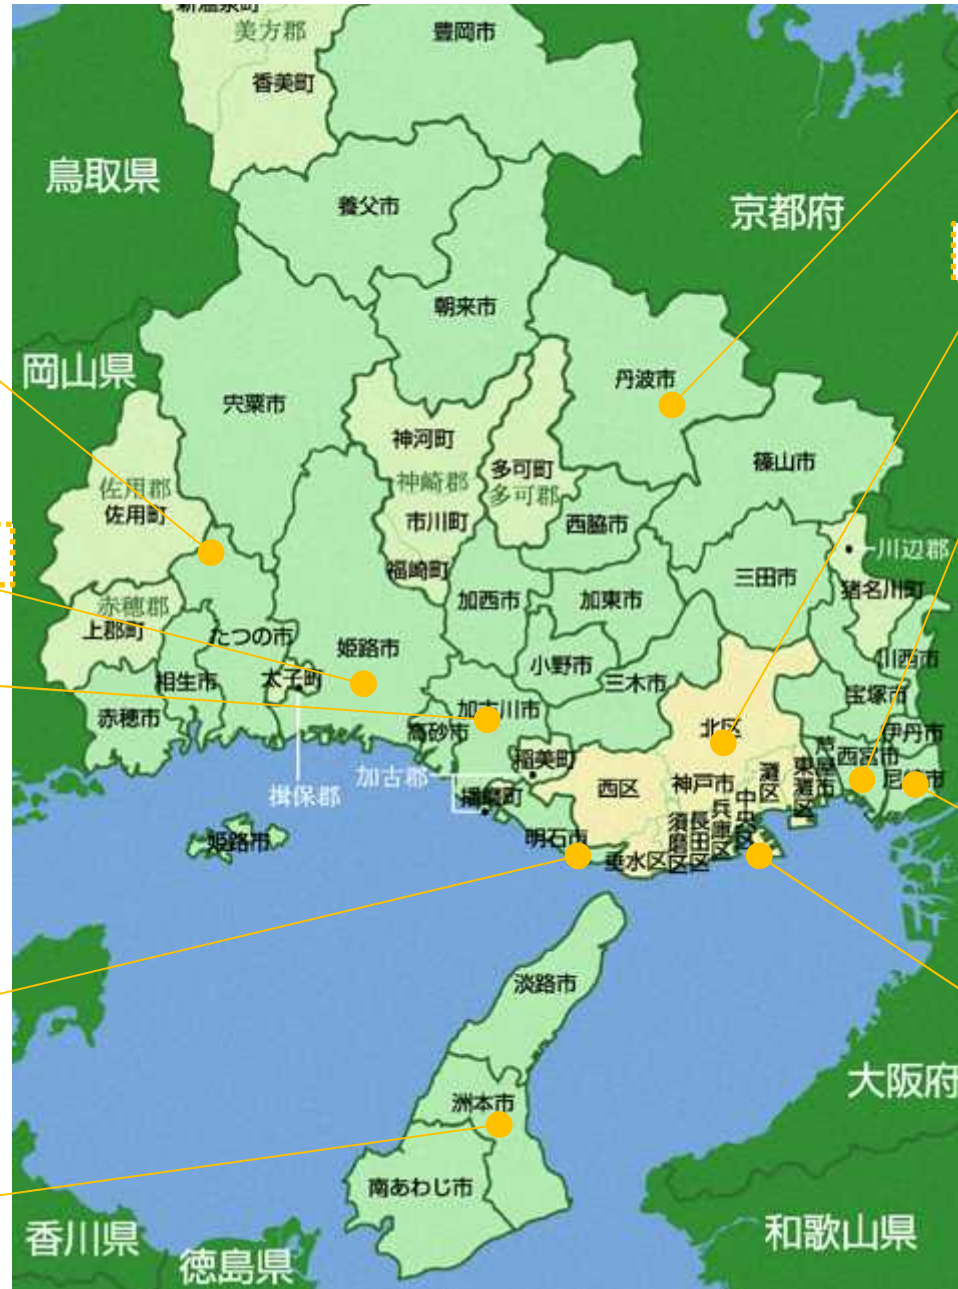 新温泉町
美方郡
豊岡市
香美町
鳥取県
養父市
京都府
朝来市
岡山県
丹波市
宍粟市
神河町
篠山市
多可町
神崎郡
多可郡
佐用郡
佐用町
市川町
西脇市
川辺郡
福崎町
三田市
猪名川町
加西市
加東市
赤穂郡
上郡町
たつの市
姫路市
小野市
川西市
太子町
相生市
三木市
宝塚市
赤穂市
加古川市
高砂市
北区
伊丹市
芦屋市
西宮市
稲美町
加古郡
尼崎市
神戸市
灘区
東灘区
西区
揖保郡
播磨町
中央区
兵庫区
長田区
須磨区
姫路市
明石市
垂水区
淡路市
大阪府
洲本市
南あわじ市
和歌山県
香川県
徳島県